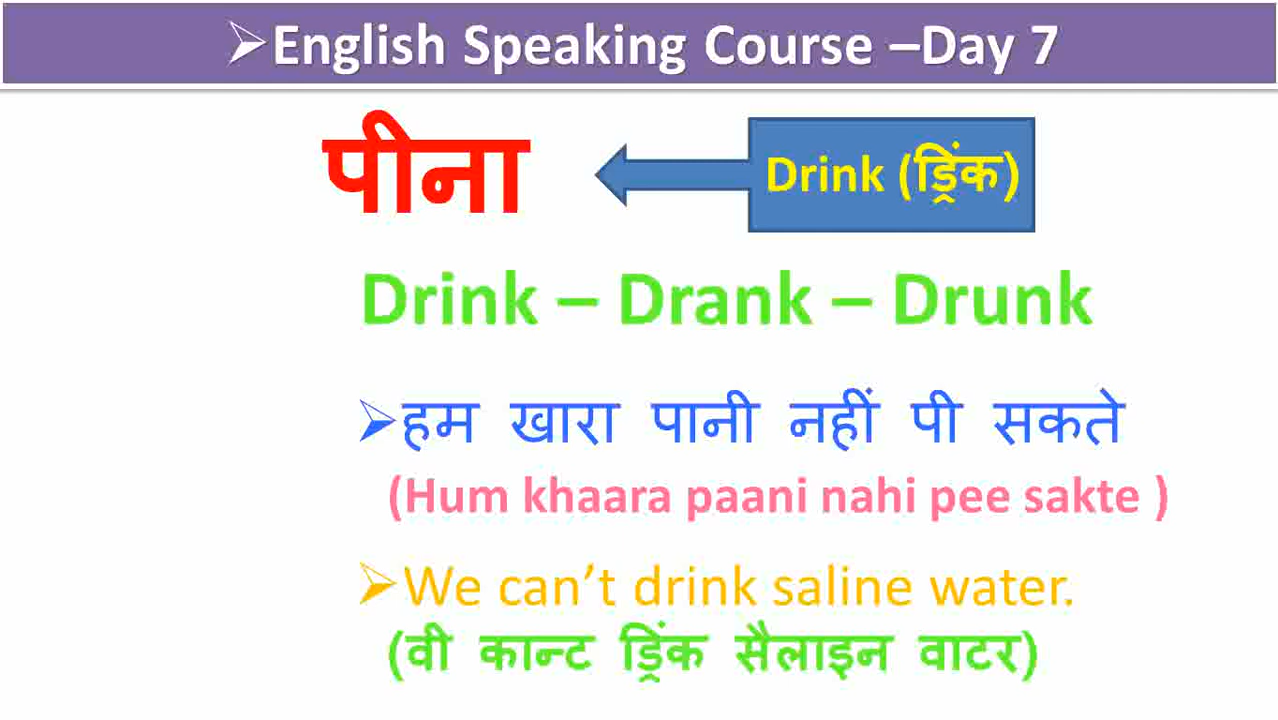 ➢English Speaking Course –Day 7
पीना
Drink (ड्रिंक)
Drink – Drank – Drunk
➢हम खारा पानी नहीं पी सकते
(Hum khaara paani nahi pee sakte )
➢We can’t drink saline water.
(वी कान्ट ड्रिंक सैलाइन वाटर)